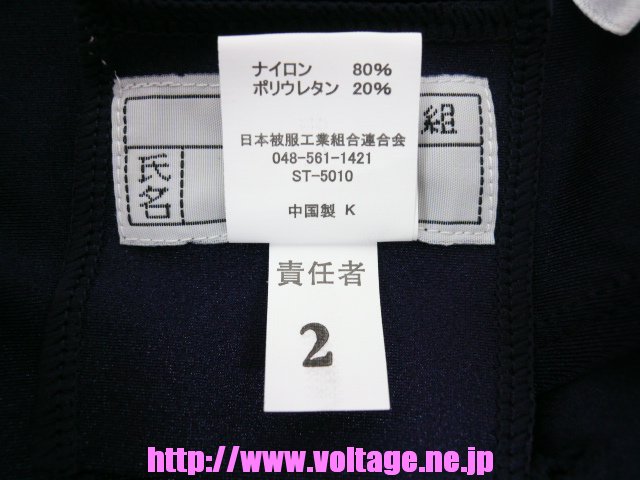 ナイロン 80%
ポリウレタン 20%
日本被服工業組合連合会
048-561-1421
ST-5010
中国製 K
組
氏名
責任者
2
http://www.voltage.ne.jp